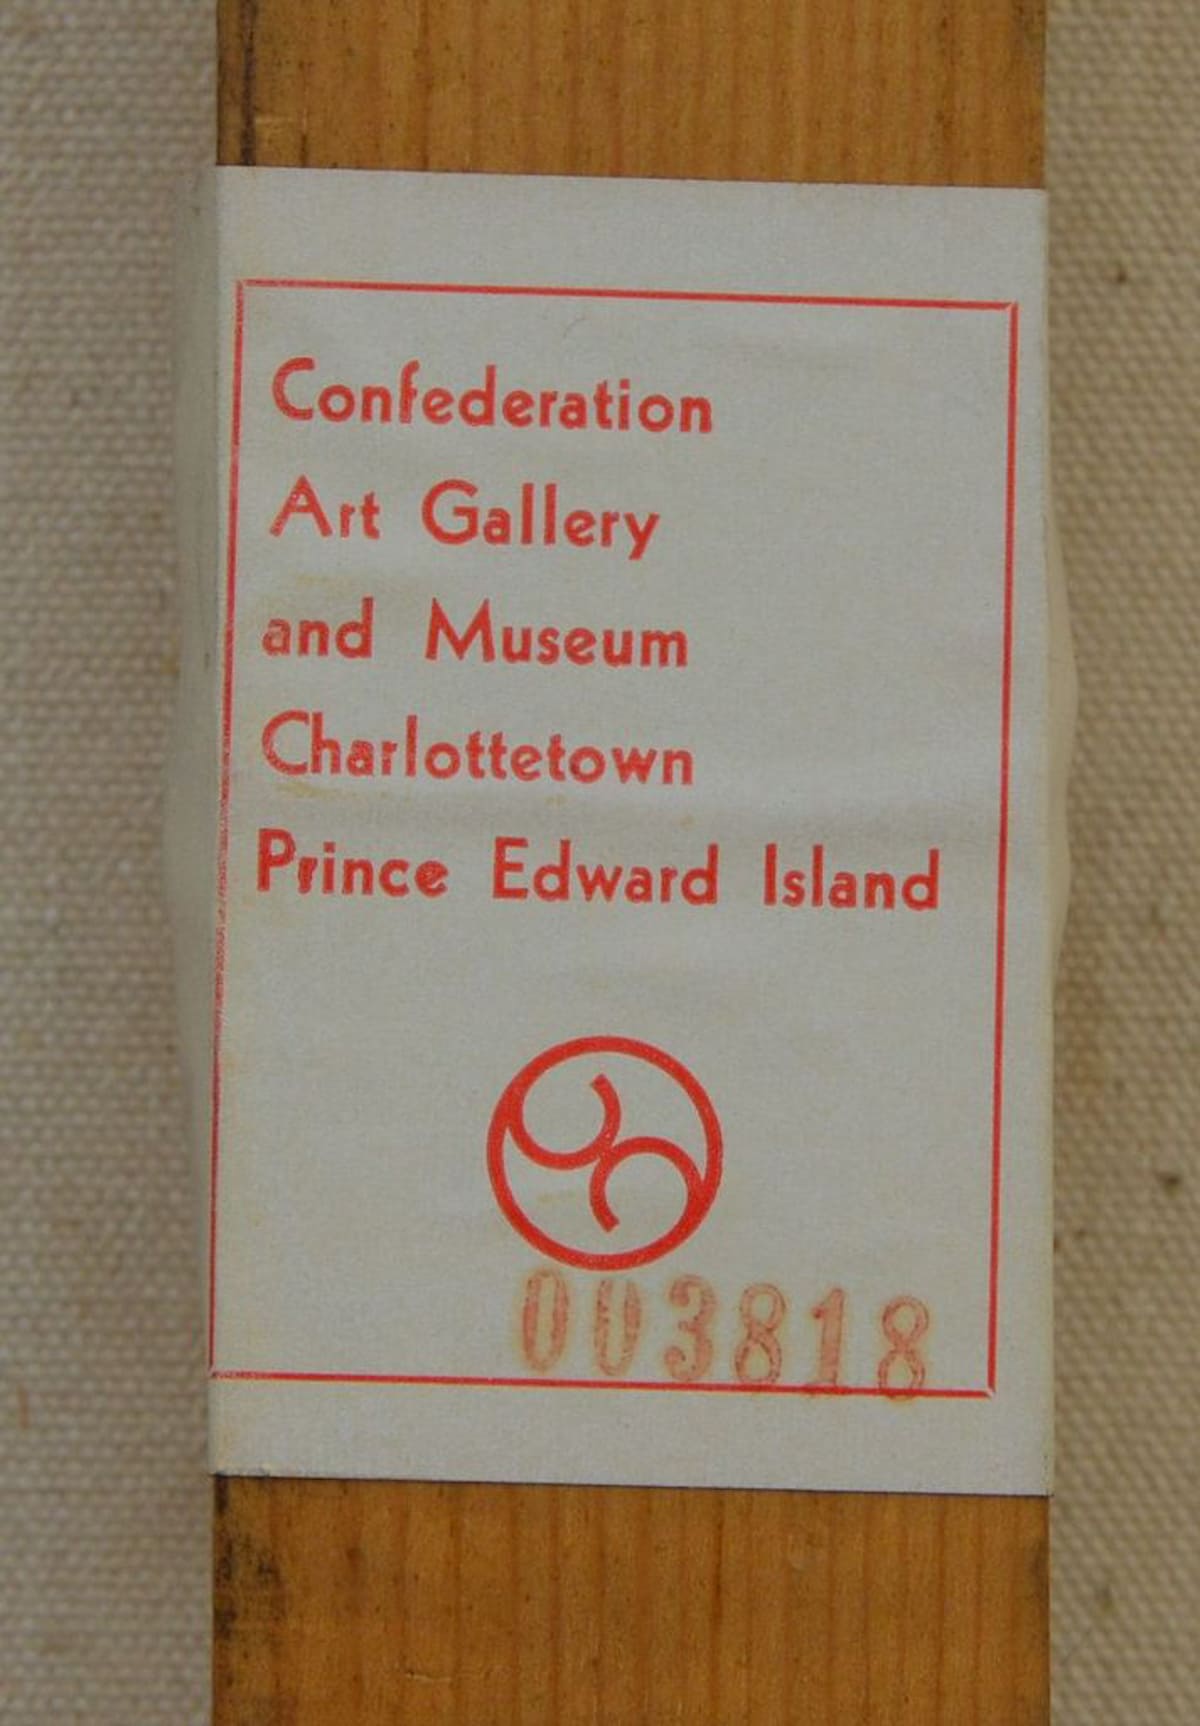 Confederation
Art Gallery
and Museum
Charlottetown
Prince Edward Island
003818